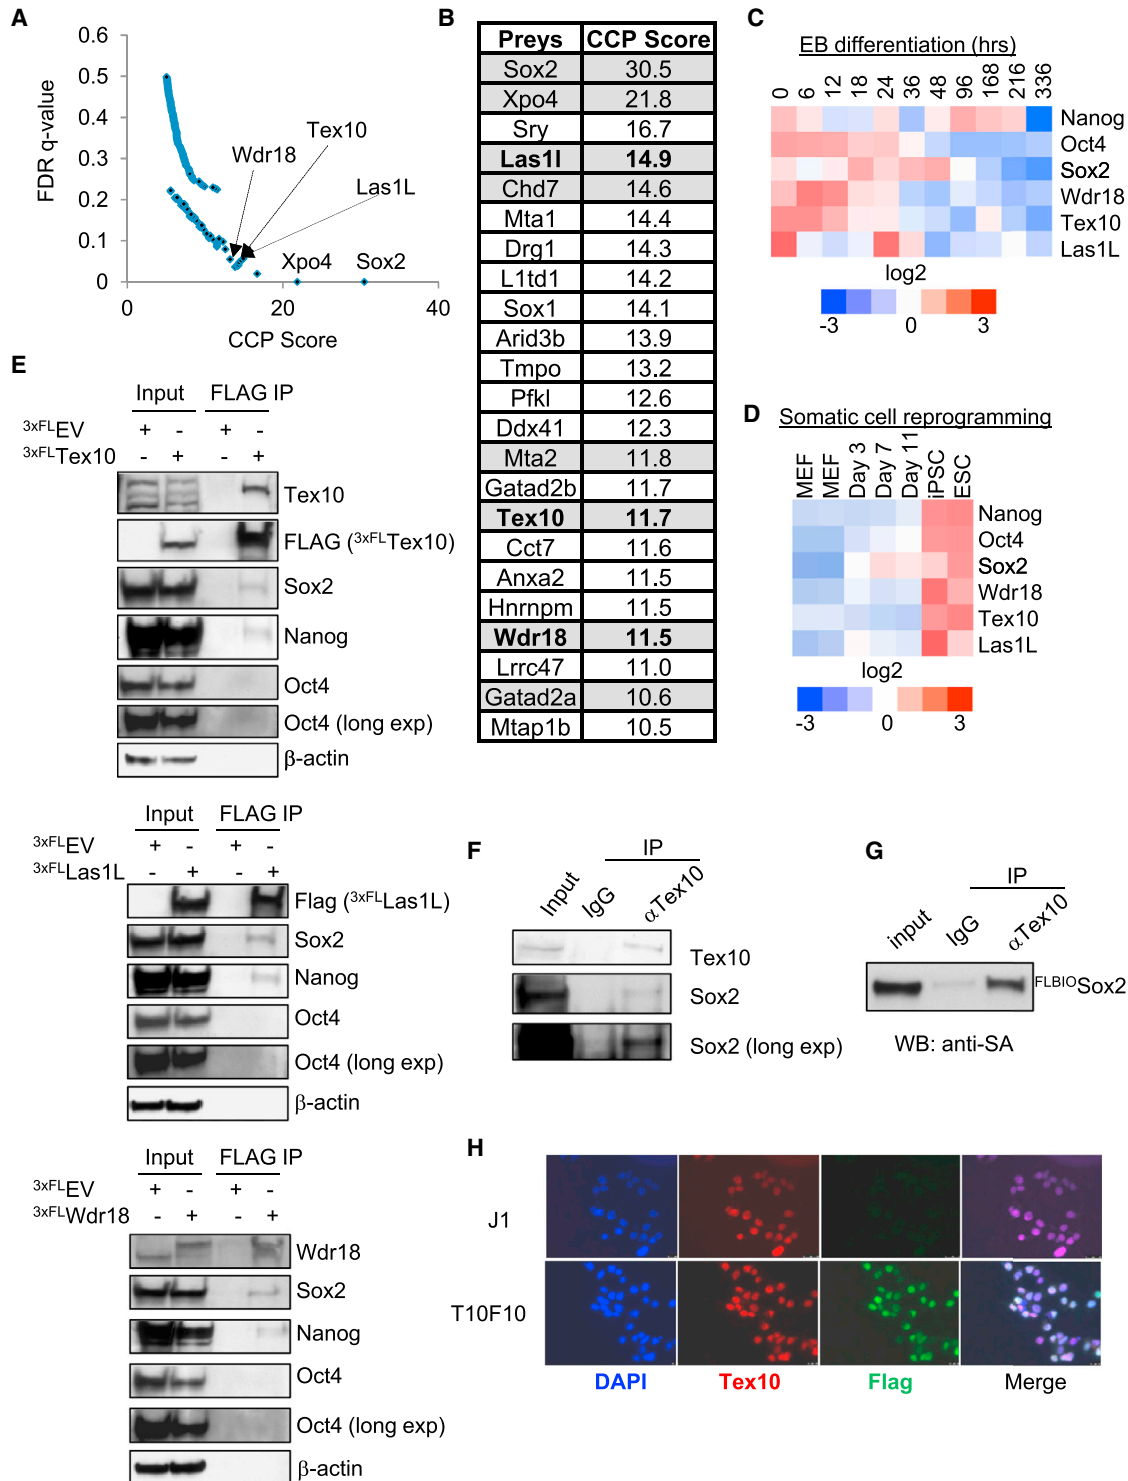 A
0.6
0.5
0.4
0.3
0.2
0.1
0
FDR q-value
0 20 40
CCP Score
Wdr18
Tex10
Las1L
Xpo4 Sox2
B
Preys CCP Score
Sox2 30.5
Xpo4 21.8
Sry 16.7
Las1l 14.9
Chd7 14.6
Mta1 14.4
Drg1 14.3
L1td1 14.2
Sox1 14.1
Arid3b 13.9
Tmpo 13.2
Pfkl 12.6
Ddx41 12.3
Mta2 11.8
Gatad2b 11.7
Tex10 11.7
Cct7 11.6
Anxa2 11.5
Hnrnpm 11.5
Wdr18 11.5
Lrrc47 11.0
Gatad2a 10.6
Mtap1b 10.5
C
EB differentiation (hrs)
0 6 12 18 24 36 48 96 168 216 336
Nanog
Oct4
Sox2
Wdr18
Tex10
Las1L
log2
-3 0 3
D
Somatic cell reprogramming
MEF MEF Day 3 Day 7 Day 11 iPSC ESC
Nanog
Oct4
Sox2
Wdr18
Tex10
Las1L
log2
-3 0 3
E
Input FLAG IP
3xFLEV + - + -
3xFLTex10 - + - +
Tex10
FLAG (3xFLTex10)
Sox2
Nanog
Oct4
Oct4 (long exp)
β-actin
Input FLAG IP
3xFLEV + - + -
3xFLLas1L - + - +
Flag (3xFLLas1L)
Sox2
Nanog
Oct4
Oct4 (long exp)
β-actin
Input FLAG IP
3xFLEV + - + -
3xFLWdr18 - + - +
Wdr18
Sox2
Nanog
Oct4
Oct4 (long exp)
β-actin
F
IP
Input IgG αTex10
Tex10
Sox2
Sox2 (long exp)
G
IP
input IgG αTex10
FLBIOSox2
WB: anti-SA
H
J1
T10F10
DAPI Tex10 Flag Merge